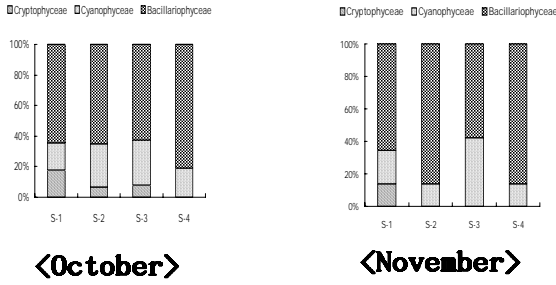 Cryptophyceae Cyanophyceae Bacillariophyceae
100%
80%
60%
40%
20%
0%
S-1 S-2 S-3 S-4
<October>
Cryptophyceae Cyanophyceae Bacillariophyceae
100%
80%
60%
40%
20%
0%
S-1 S-2 S-3 S-4
<November>